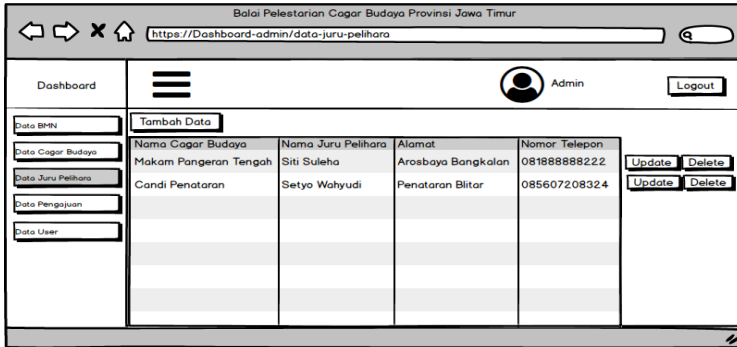 Balai Pelestarian Cagar Budaya Provinsi Jawa Timur
https://Dashboard-admin/data-juru-pelihara
Dashboard
Admin
Logout
Data BMN
Data Cagar Budaya
Data Juru Pelihara
Data Pengajuan
Data User
Tambah Data
Nama Cagar Budaya Nama Juru Pelihara Alamat Nomor Telepon
Makam Pangeran Tengah Siti Suleha Arosbaya Bangkalan 081888888222 Update Delete
Candi Penataran Setyo Wahyudi Penataran Blitar 085607208324 Update Delete